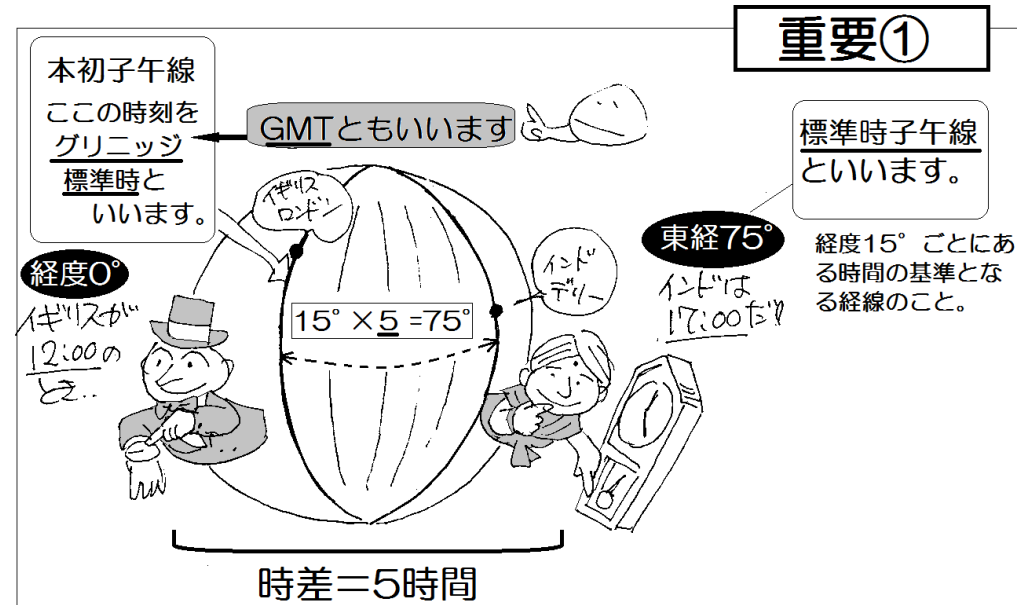 重要①
本初子午線
ここの時刻を
グリニッジ
標準時と
いいます。
GMTともいいます
標準時子午線
といいます。
イギリス
ロンドン
東経75°
経度15°ごとにあ
る時間の基準とな
る経線のこと。
経度0°
イギリスが
12:00の
とき..
インド
デリー
インドは
17:00だ!!
15°×5=75°
時差=5時間